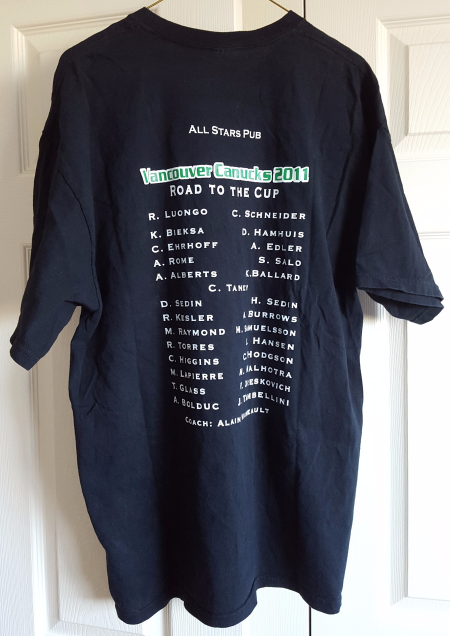 All Stars Pub
Vancouver Canucks 2011
Road to the Cup
R. Luongo C. Schneider
K. Bieksa D. Hamhuis
C. Ehrhoff A. Edler
A. Rome S. Salo
A. Alberts K. Ballard
C. Tanev
D. Sedin H. Sedin
R. Kesler Burrows
M. Raymond M. Samuelsson
R. Torres Hansen
C. Higgins C. Hodgson
M. Lapierre M. Malhotra
T. Glass
A. Bolduc J. Tambellini
Coach: Alain